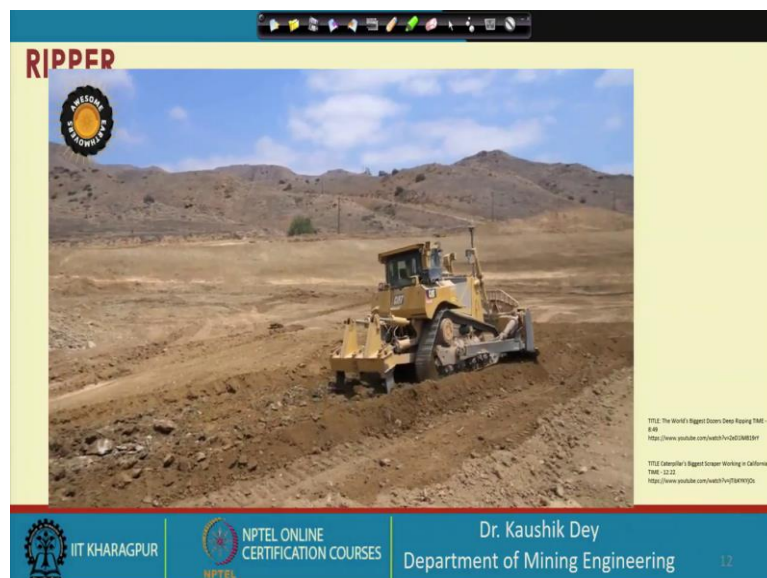 RIPPER
AWESOME
EARTHMOVERS
TITLE: The World's Biggest Dozers Deep Ripping TIME -
8:49
TITLE Caterpillar's Biggest Scraper Working in California
TIME - 12:22
IIT KHARAGPUR
NPTEL
NPTEL ONLINE
CERTIFICATION COURSES
Dr. Kaushik Dey
Department of Mining Engineering
12